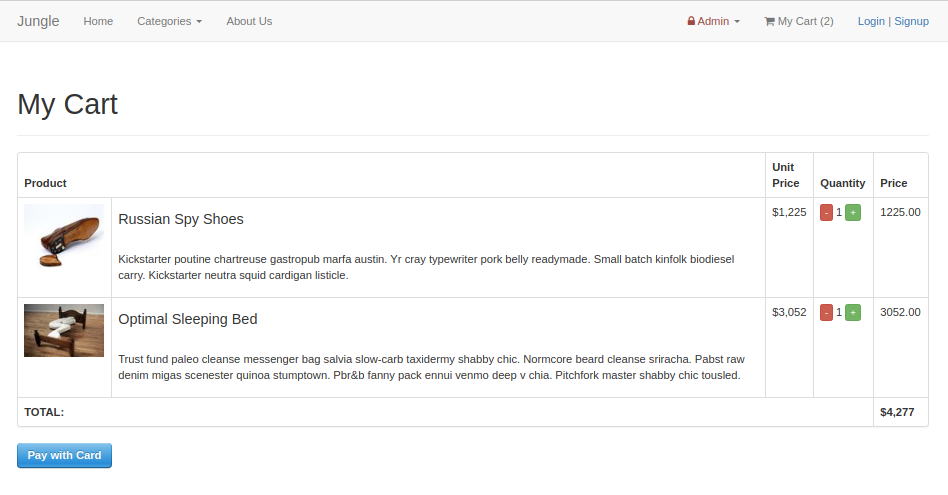 Jungle Home Categories About Us Admin My Cart (2) Login | Signup
My Cart
Product Unit Price Quantity Price
Russian Spy Shoes $1,225 - 1 + 1225.00
Kickstarter poutine chartreuse gastropub marfa austin. Yr cray typewriter pork belly readymade. Small batch kinfolk biodiesel
carry. Kickstarter neutra squid cardigan listicle.
Optimal Sleeping Bed $3,052 - 1 + 3052.00
Trust fund paleo cleanse messenger bag salvia slow-carb taxidermy shabby chic. Normcore beard cleanse sriracha. Pabst raw
denim migas scenester quinoa stumptown. Pbr&b fanny pack ennui venmo deep v chia. Pitchfork master shabby chic tousled.
TOTAL: $4,277
Pay with Card